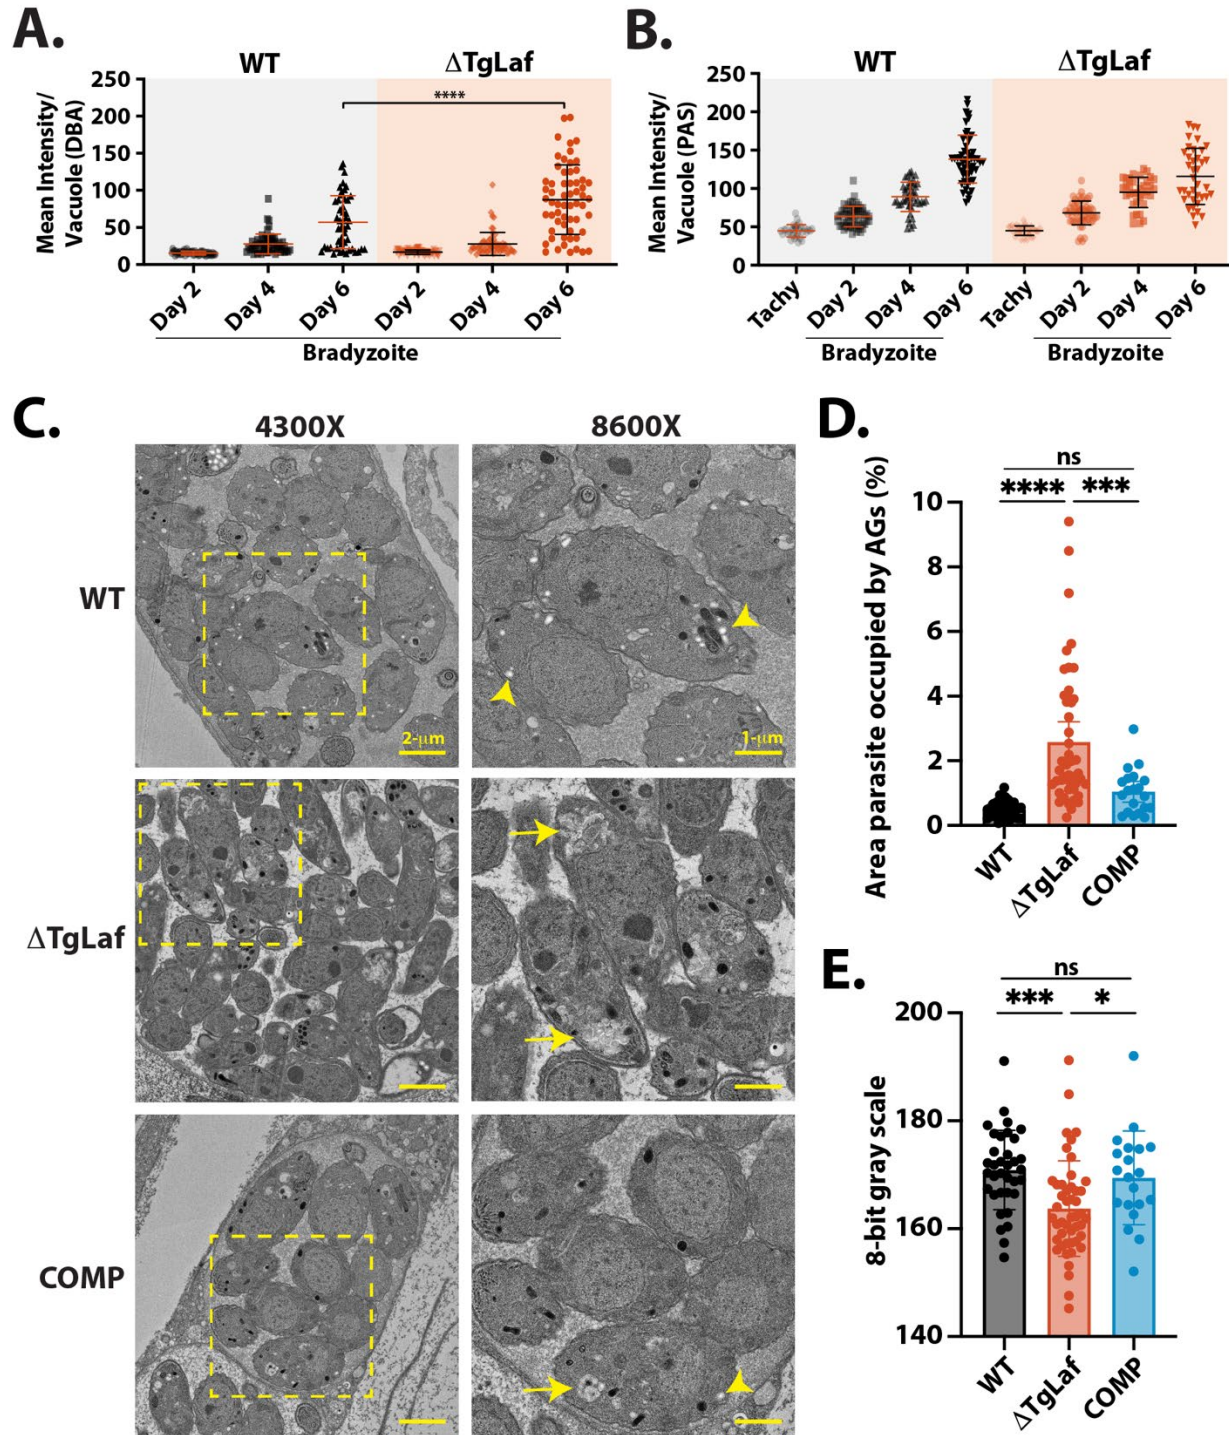 A.
WT
ΔTgLaf
Mean Intensity/
Vacuole (DBA)
250
200
150
100
50
0
****
Day 2
Day 4
Day 6
Day 2
Day 4
Day 6
Bradyzoite
B.
WT
ΔTgLaf
Mean Intensity/
Vacuole (PAS)
250
200
150
100
50
0
Tachy
Day 2
Day 4
Day 6
Tachy
Day 2
Day 4
Day 6
Bradyzoite
Bradyzoite
C.
4300X
8600X
WT
2-μm
1-μm
ΔTgLaf
COMP
D.
Area parasite occupied by AGs (%)
ns
****
***
10
8
6
4
2
0
WT
ΔTgLaf
COMP
E.
8-bit gray scale
ns
***
*
200
180
160
140
WT
ΔTgLaf
COMP